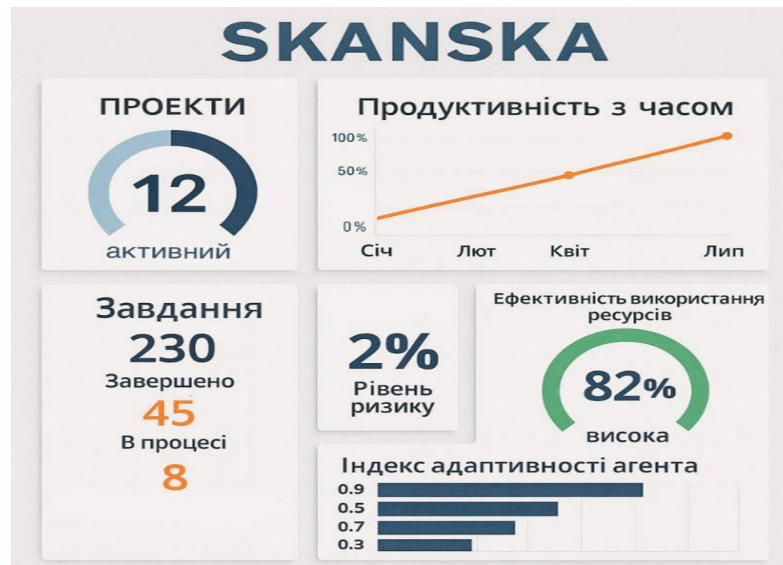 SKANSKA
ПРОЕКТИ
12
активний
Продуктивність з часом
100%
50%
0%
Січ Лют Квіт Лип
Завдання
230
Завершено
45
В процесі
8
2%
Рівень
ризику
Ефективність використання
ресурсів
82%
висока
Індекс адаптивності агента
0.9
0.5
0.7
0.3